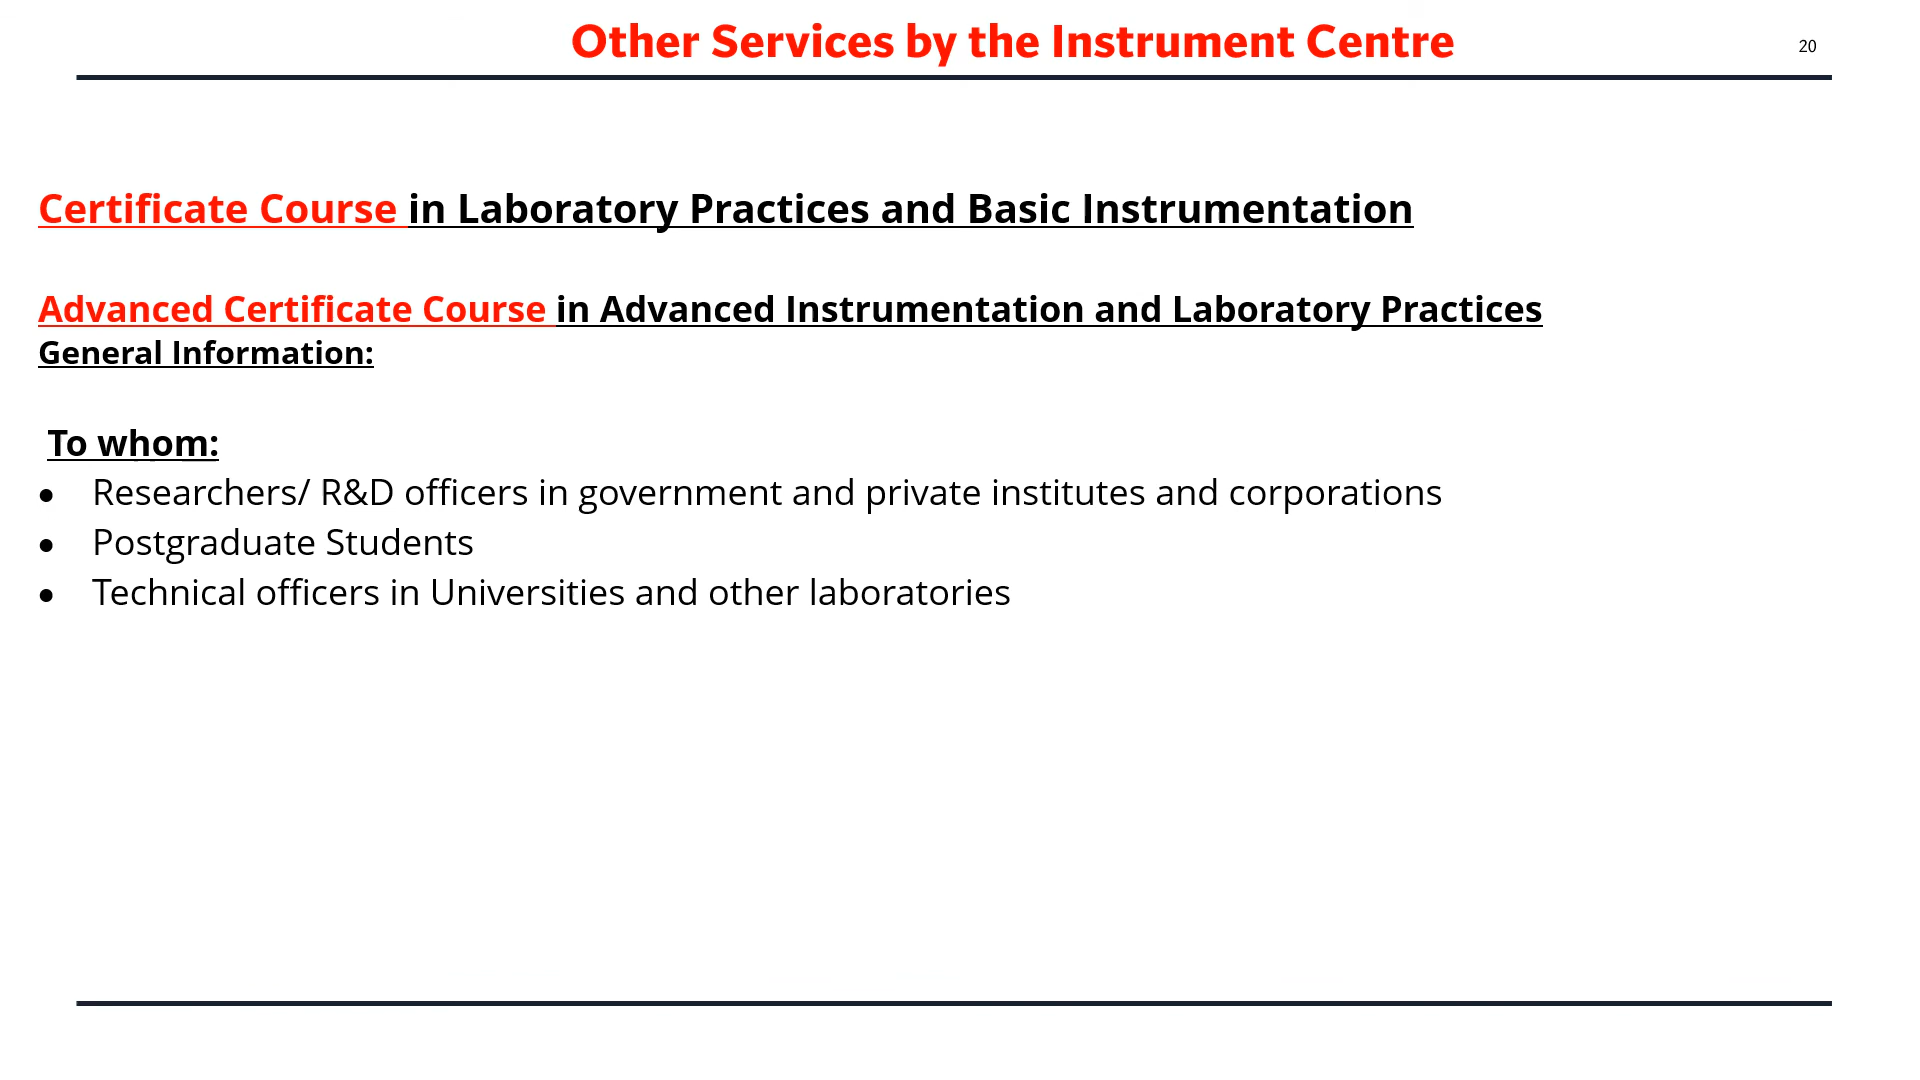 Other Services by the Instrument Centre
20
Certificate Course in Laboratory Practices and Basic Instrumentation
Advanced Certificate Course in Advanced Instrumentation and Laboratory Practices
General Information:
To whom:
• Researchers/ R&D officers in government and private institutes and corporations
• Postgraduate Students
• Technical officers in Universities and other laboratories